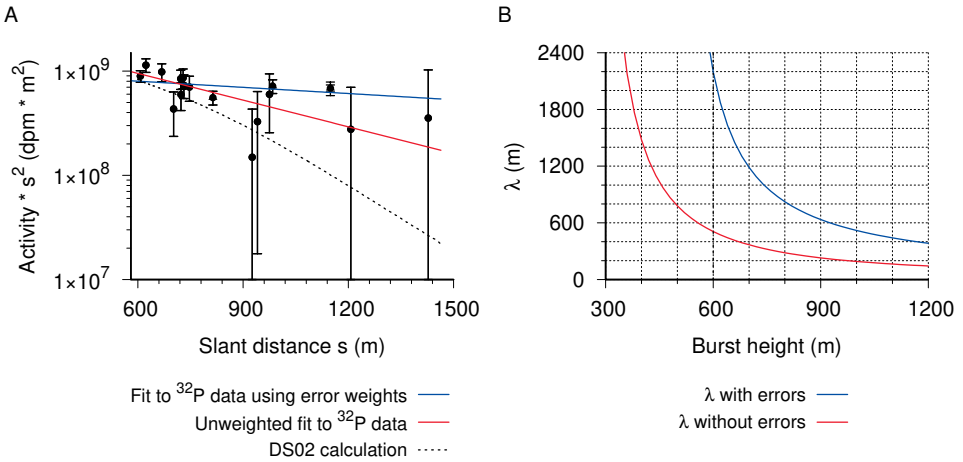 A
Activity * s² (dpm * m²)
1×10⁹
1×10⁸
1×10⁷
600 900 1200 1500
Slant distance s (m)
Fit to ³²P data using error weights
Unweighted fit to ³²P data
DS02 calculation
B
λ (m)
2400
1800
1200
600
0
300 600 900 1200
Burst height (m)
λ with errors
λ without errors